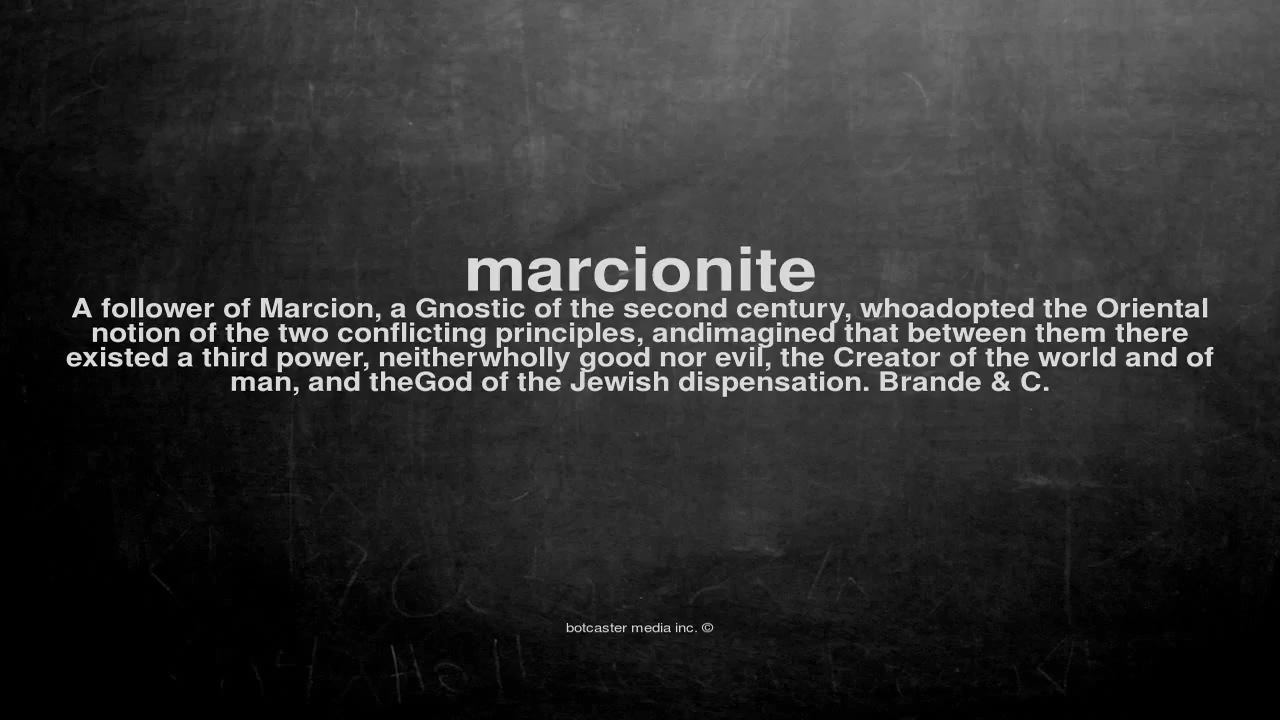 marcionite
A follower of Marcion, a Gnostic of the second century, whoadopted the Oriental
notion of the two conflicting principles, andimagined that between them there
existed a third power, neitherwholly good nor evil, the Creator of the world and of
man, and theGod of the Jewish dispensation. Brande & C.
botcaster media inc. ©